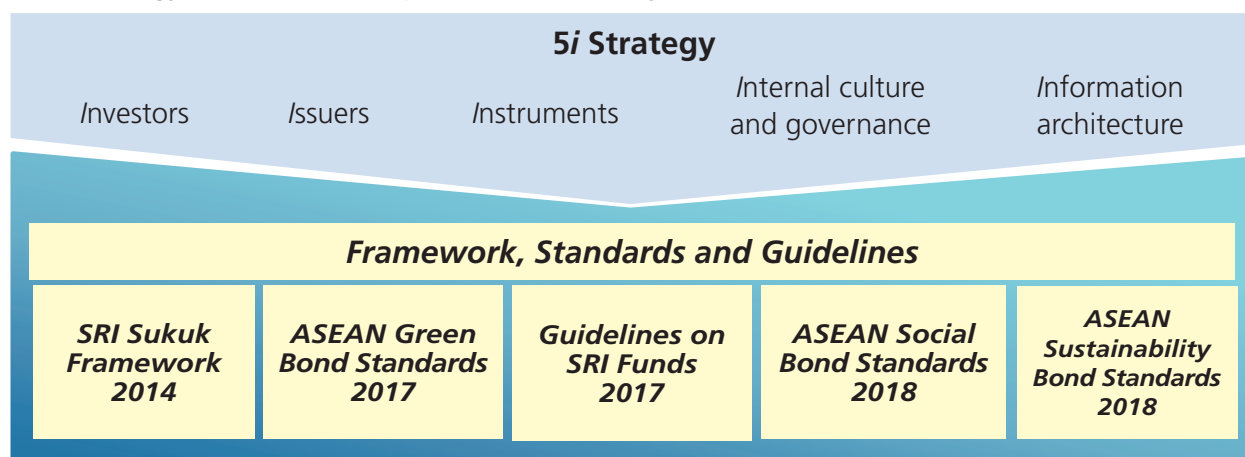 5i Strategy
Investors
Issuers
Instruments
Internal culture
and governance
Information
architecture
Framework, Standards and Guidelines
SRI Sukuk
Framework
2014
ASEAN Green
Bond Standards
2017
Guidelines on
SRI Funds
2017
ASEAN Social
Bond Standards
2018
ASEAN
Sustainability
Bond Standards
2018